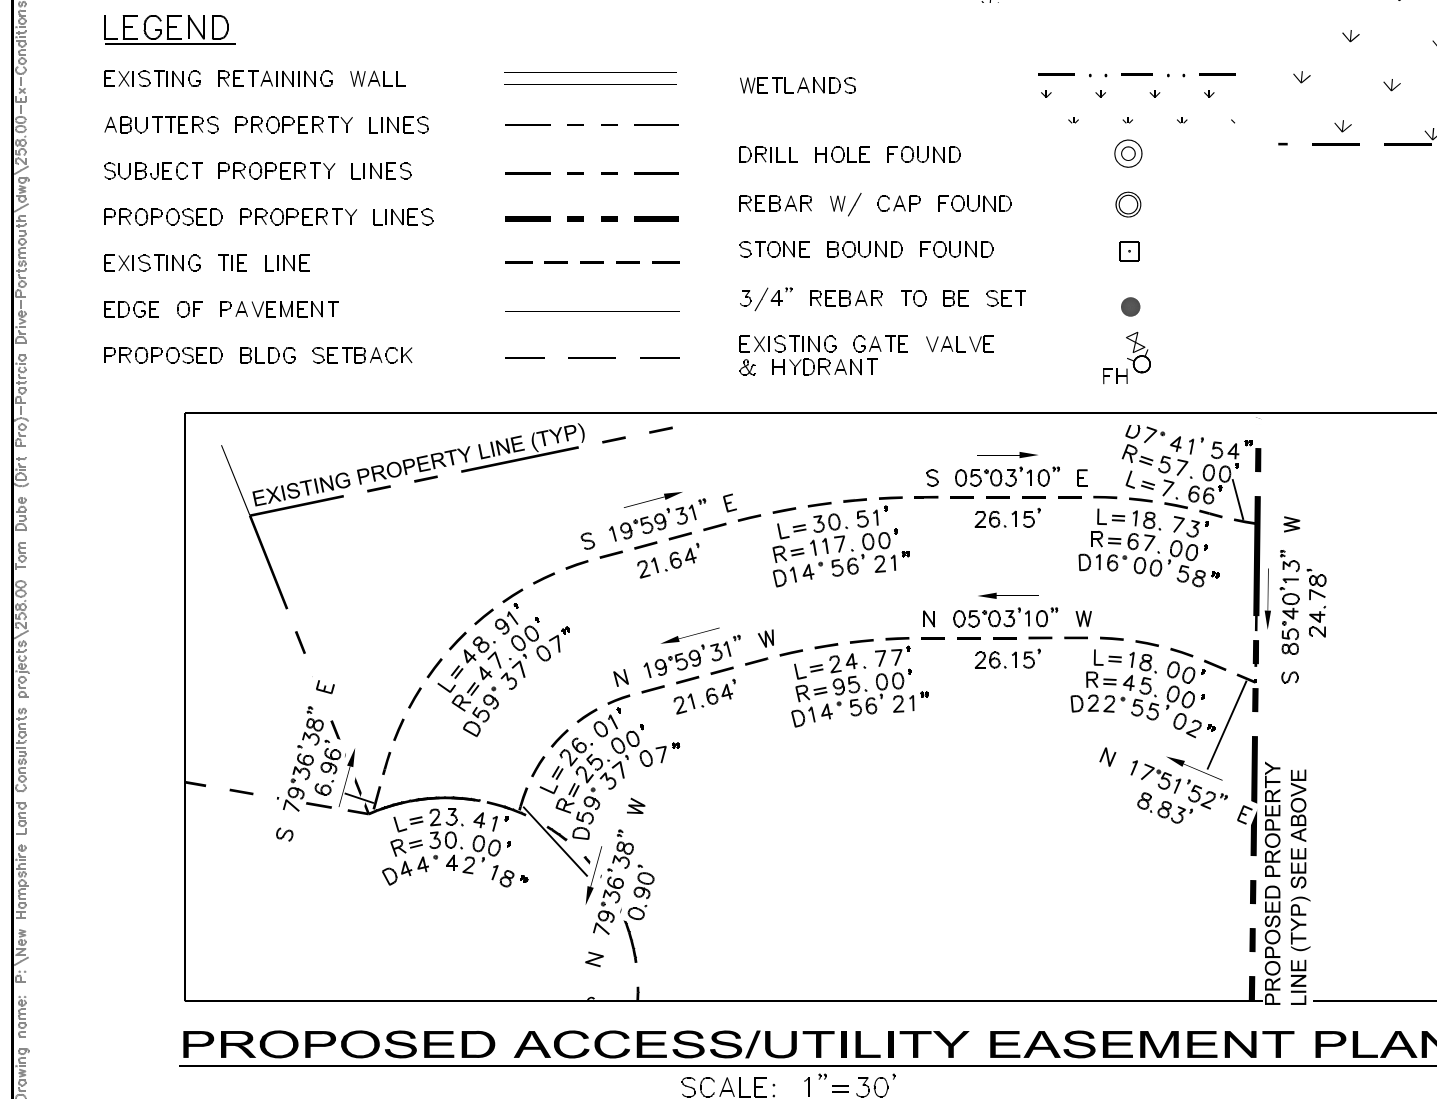 LEGEND
EXISTING RETAINING WALL
ABUTTERS PROPERTY LINES
SUBJECT PROPERTY LINES
PROPOSED PROPERTY LINES
EXISTING TIE LINE
EDGE OF PAVEMENT
PROPOSED BLDG SETBACK
WETLANDS
DRILL HOLE FOUND
REBAR W/ CAP FOUND
STONE BOUND FOUND
3/4" REBAR TO BE SET
EXISTING GATE VALVE
& HYDRANT
FH
EXISTING PROPERTY LINE (TYP)
S 19°59'31" E
21.64'
L=30.51'
R=117.00'
D14°56'21"
S 05°03'10" E
26.15'
D7°41'54"
R=57.00'
L=7.66'
L=18.73'
R=67.00'
D16°00'58"
S 85°40'13" W
24.78'
L=48.91'
R=47.00'
D59°37'07"
N 19°59'31" W
21.64'
L=24.77'
R=95.00'
D14°56'21"
N 05°03'10" W
26.15'
L=18.00'
R=45.00'
D22°55'02"
N 17°51'52" E
8.83'
S 79°36'38" E
6.96'
L=23.41'
R=30.00'
D44°42'18"
L=26.01'
R=25.00'
D59°37'07"
N 79°36'38" W
0.90'
PROPOSED PROPERTY
LINE (TYP) SEE ABOVE
PROPOSED ACCESS/UTILITY EASEMENT PLAN
SCALE: 1"=30'
Drawing name: P:\New Hampshire Land Consultants projects\258.00 Tom Dube (Dirt Pro)-Patrcia Drive-Portsmouth\dwg\258.00-Ex-Conditions